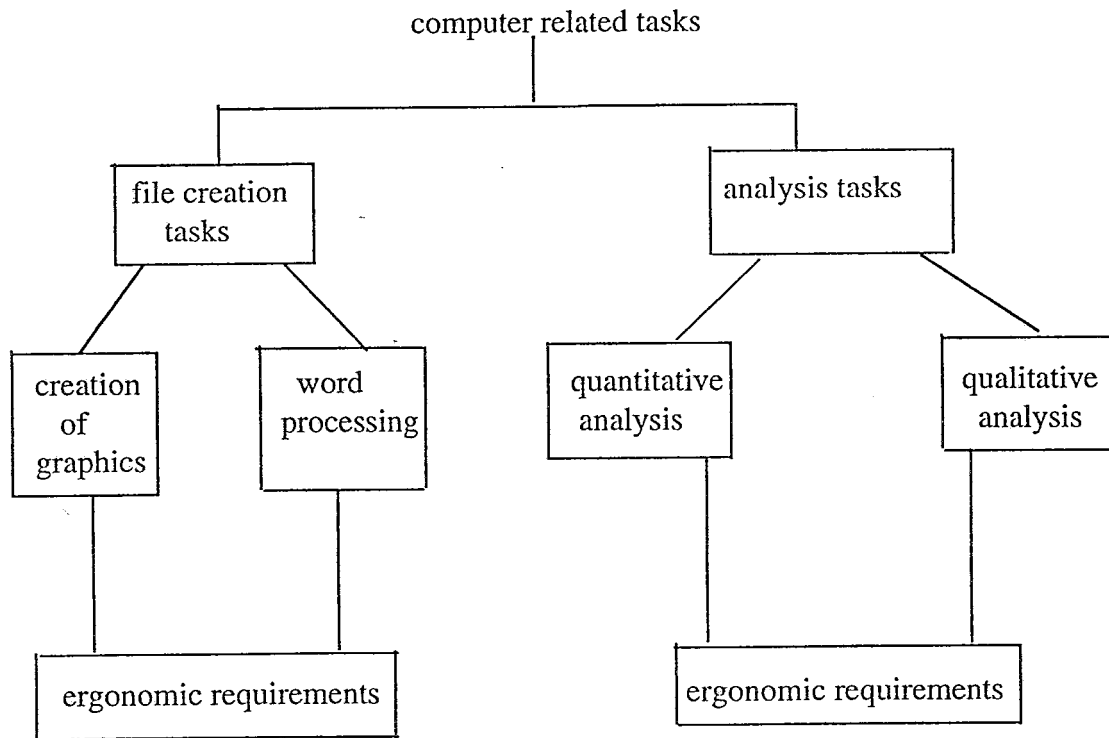 computer related tasks
file creation
tasks
analysis tasks
creation
of
graphics
word
processing
quantitative
analysis
qualitative
analysis
ergonomic requirements
ergonomic requirements